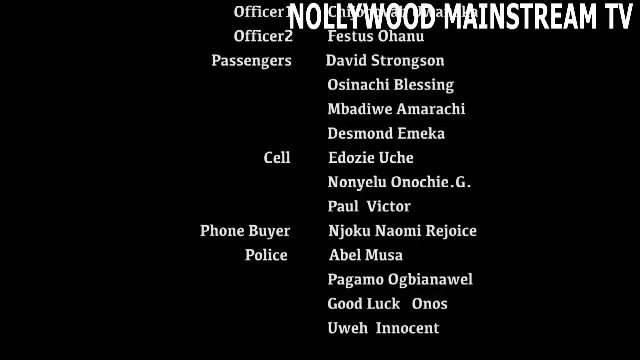 NOLLYWOOD MAINSTREAM TV
Officer1
Officer2 Festus Ohanu
Passengers David Strongson
Osinachi Blessing
Mbadiwe Amarachi
Desmond Emeka
Cell Edozie Uche
Nonyelu Onochie.G.
Paul Victor
Phone Buyer Njoku Naomi Rejoice
Police Abel Musa
Pagamo Ogbianawel
Good Luck Onos
Uweh Innocent